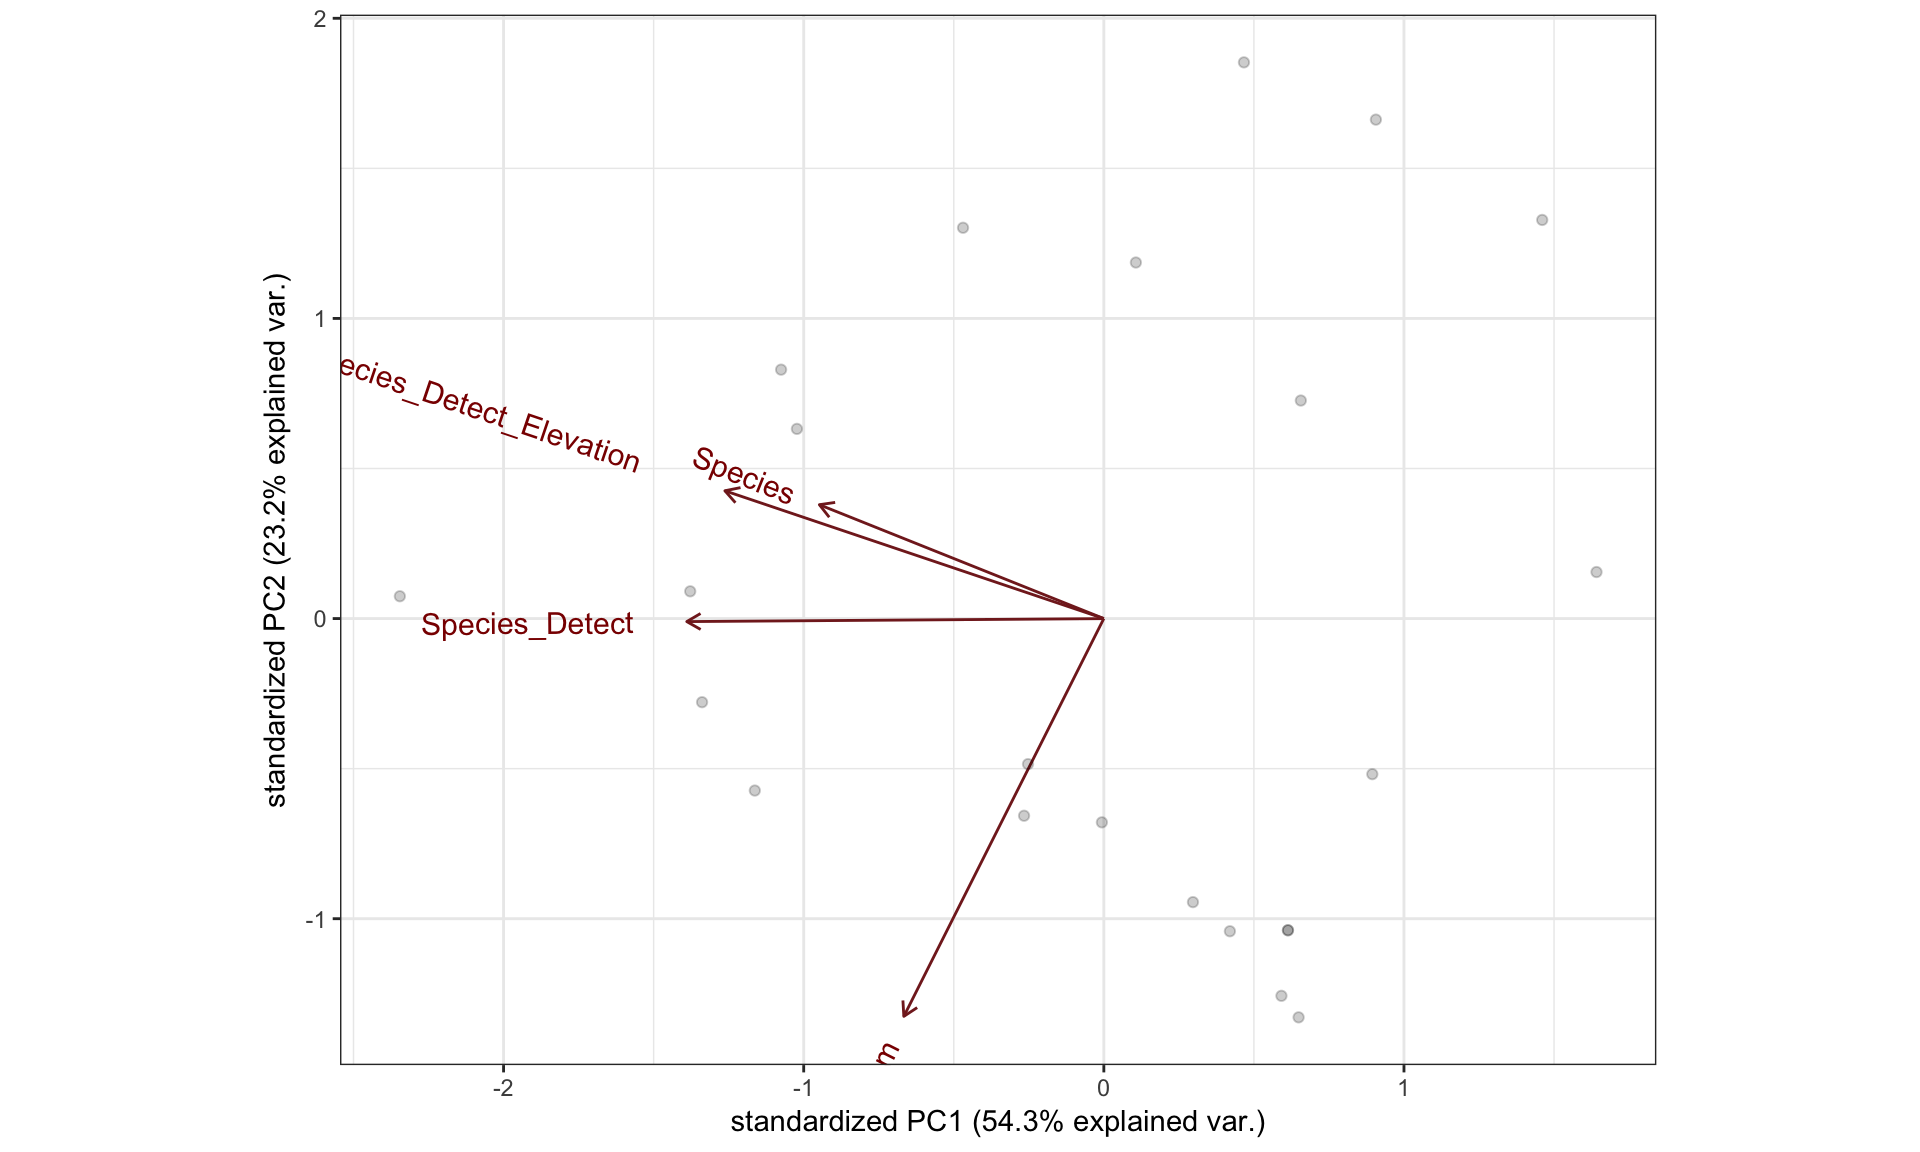 2
1
0
-1
standardized PC2 (23.2% explained var.)
ecies_Detect_Elevation
Species
Species_Detect
m
-2
-1
0
1
standardized PC1 (54.3% explained var.)